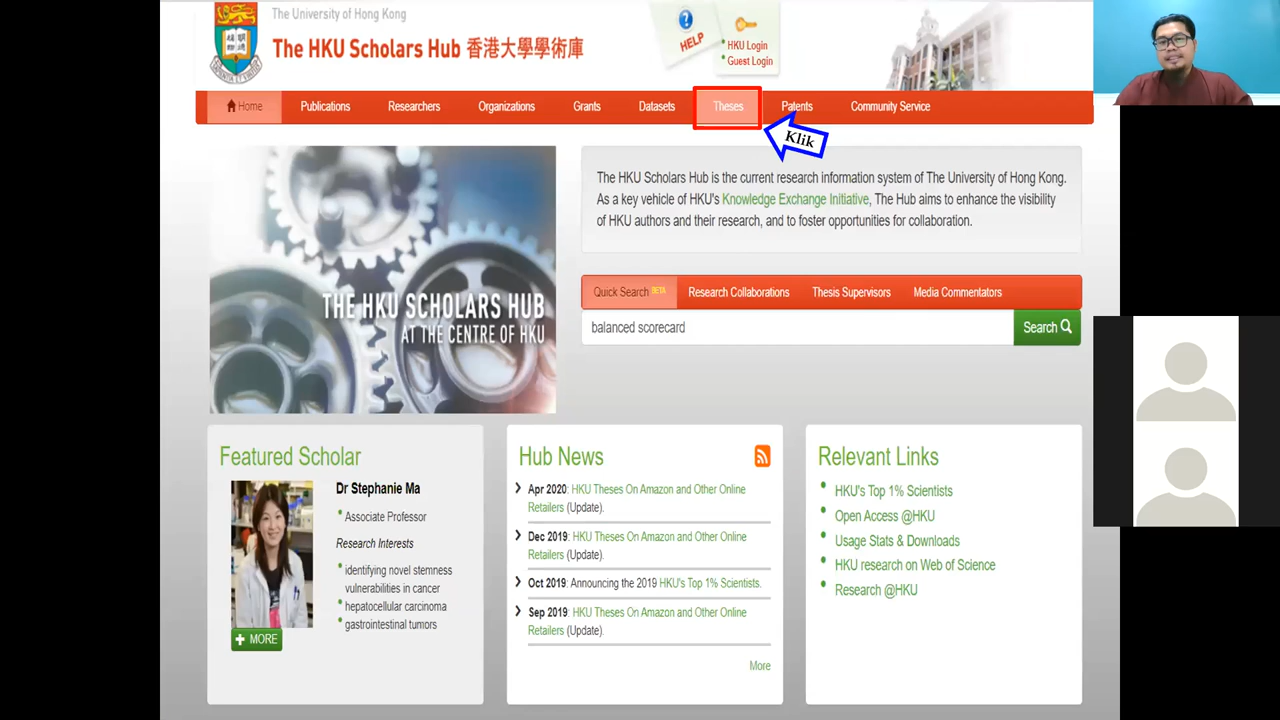 The University of Hong Kong
The HKU Scholars Hub 香港大學學術庫
HELP
HKU Login
Guest Login
Home
Publications
Researchers
Organizations
Grants
Datasets
Theses
Patents
Community Service
Klik
The HKU Scholars Hub is the current research information system of The University of Hong Kong.
As a key vehicle of HKU's Knowledge Exchange Initiative, The Hub aims to enhance the visibility
of HKU authors and their research, and to foster opportunities for collaboration.
THE HKU SCHOLARS HUB
AT THE CENTRE OF HKU
Quick Search BETA
Research Collaborations
Thesis Supervisors
Media Commentators
balanced scorecard
Search
Featured Scholar
Dr Stephanie Ma
Associate Professor
Research Interests
identifying novel stemness
vulnerabilities in cancer
hepatocellular carcinoma
gastrointestinal tumors
+ MORE
Hub News
Apr 2020: HKU Theses On Amazon and Other Online
Retailers (Update).
Dec 2019: HKU Theses On Amazon and Other Online
Retailers (Update).
Oct 2019: Announcing the 2019 HKU's Top 1% Scientists.
Sep 2019: HKU Theses On Amazon and Other Online
Retailers (Update).
More
Relevant Links
HKU's Top 1% Scientists
Open Access @HKU
Usage Stats & Downloads
HKU research on Web of Science
Research @HKU